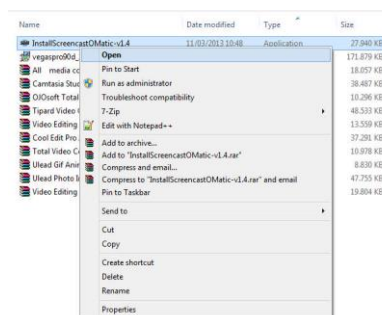 Name Date modified Type Size
InstallScreencastOMatic-v1.4 11/03/2013 10:48 Application 27.940 KB
vegaspro90d_ 171.879 KB
All media co 18.057 KB
Camtasia Stud 38.487 KB
OJOsoft Total 10.296 KB
Tipard Video 48.533 KB
Video Editing 13.559 KB
Cool Edit Pro 37.291 KB
Total Video C 10.978 KB
Ulead Gif Ani 8.830 KB
Ulead Photo I 47.755 KB
Video Editing 19.804 KB
Open
Pin to Start
Run as administrator
Troubleshoot compatibility
7-Zip
Edit with Notepad++
Add to archive...
Add to "InstallScreencastOMatic-v1.4.rar"
Compress and email...
Compress to "InstallScreencastOMatic-v1.4.rar" and email
Pin to Taskbar
Send to
Cut
Copy
Create shortcut
Delete
Rename
Properties